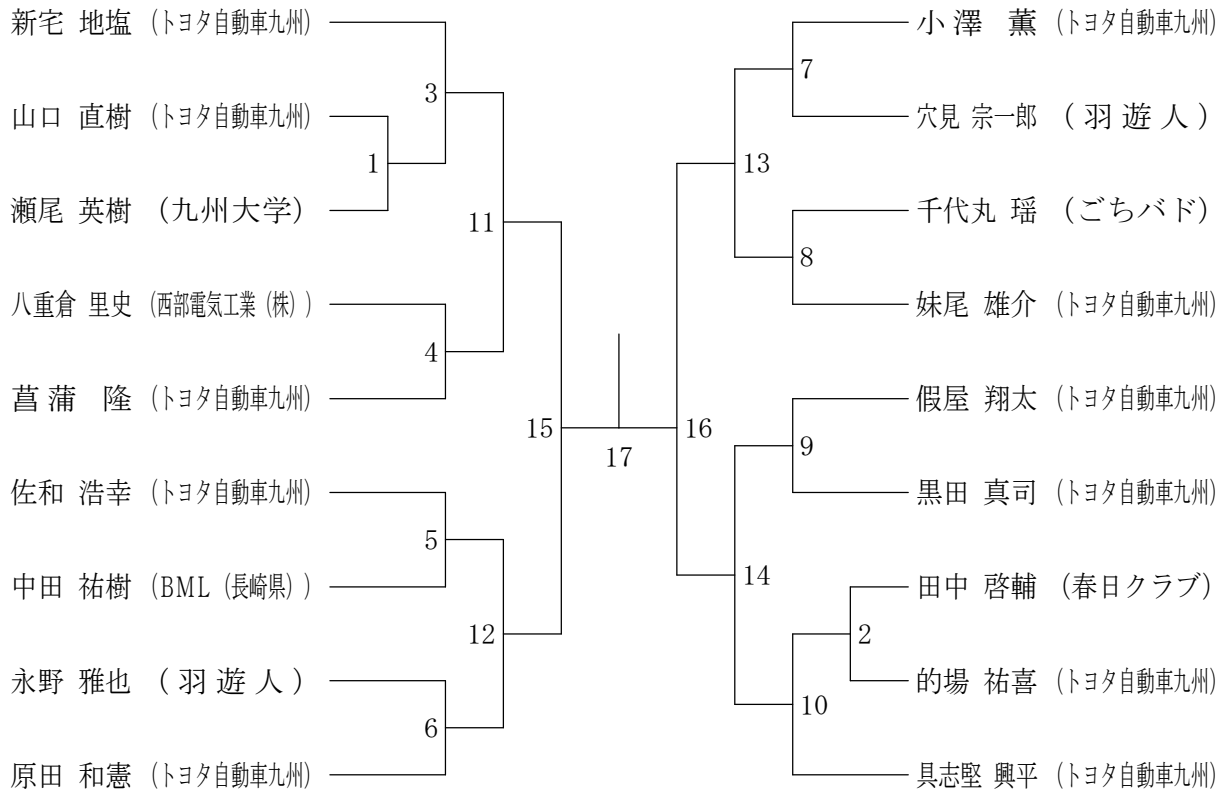 新宅 地塩 (トヨタ自動車九州)
山口 直樹 (トヨタ自動車九州)
瀬尾 英樹 (九州大学)
八重倉 里史 (西部電気工業 (株) )
菖蒲 隆 (トヨタ自動車九州)
佐和 浩幸 (トヨタ自動車九州)
中田 祐樹 (BML (長崎県) )
永野 雅也 (羽遊人)
原田 和憲 (トヨタ自動車九州)
3
1
11
4
15
5
12
6
17
7
13
8
16
9
14
2
10
小澤 薫 (トヨタ自動車九州)
穴見 宗一郎 (羽遊人)
千代丸 瑶 (ごちバド)
妹尾 雄介 (トヨタ自動車九州)
假屋 翔太 (トヨタ自動車九州)
黒田 真司 (トヨタ自動車九州)
田中 啓輔 (春日クラブ)
的場 祐喜 (トヨタ自動車九州)
具志堅 興平 (トヨタ自動車九州)